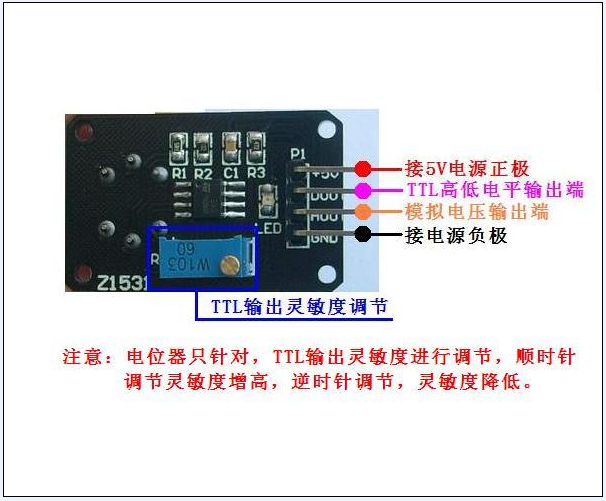 R1 R2 C1 R3 P1
+5V 接5V电源正极
DOU TTL高低电平输出端
模拟电压输出端
LED GND 接电源负极
W103
60
Z1531
TTL输出灵敏度调节
注意：电位器只针对，TTL输出灵敏度进行调节，顺时针
调节灵敏度增高，逆时针调节，灵敏度降低。